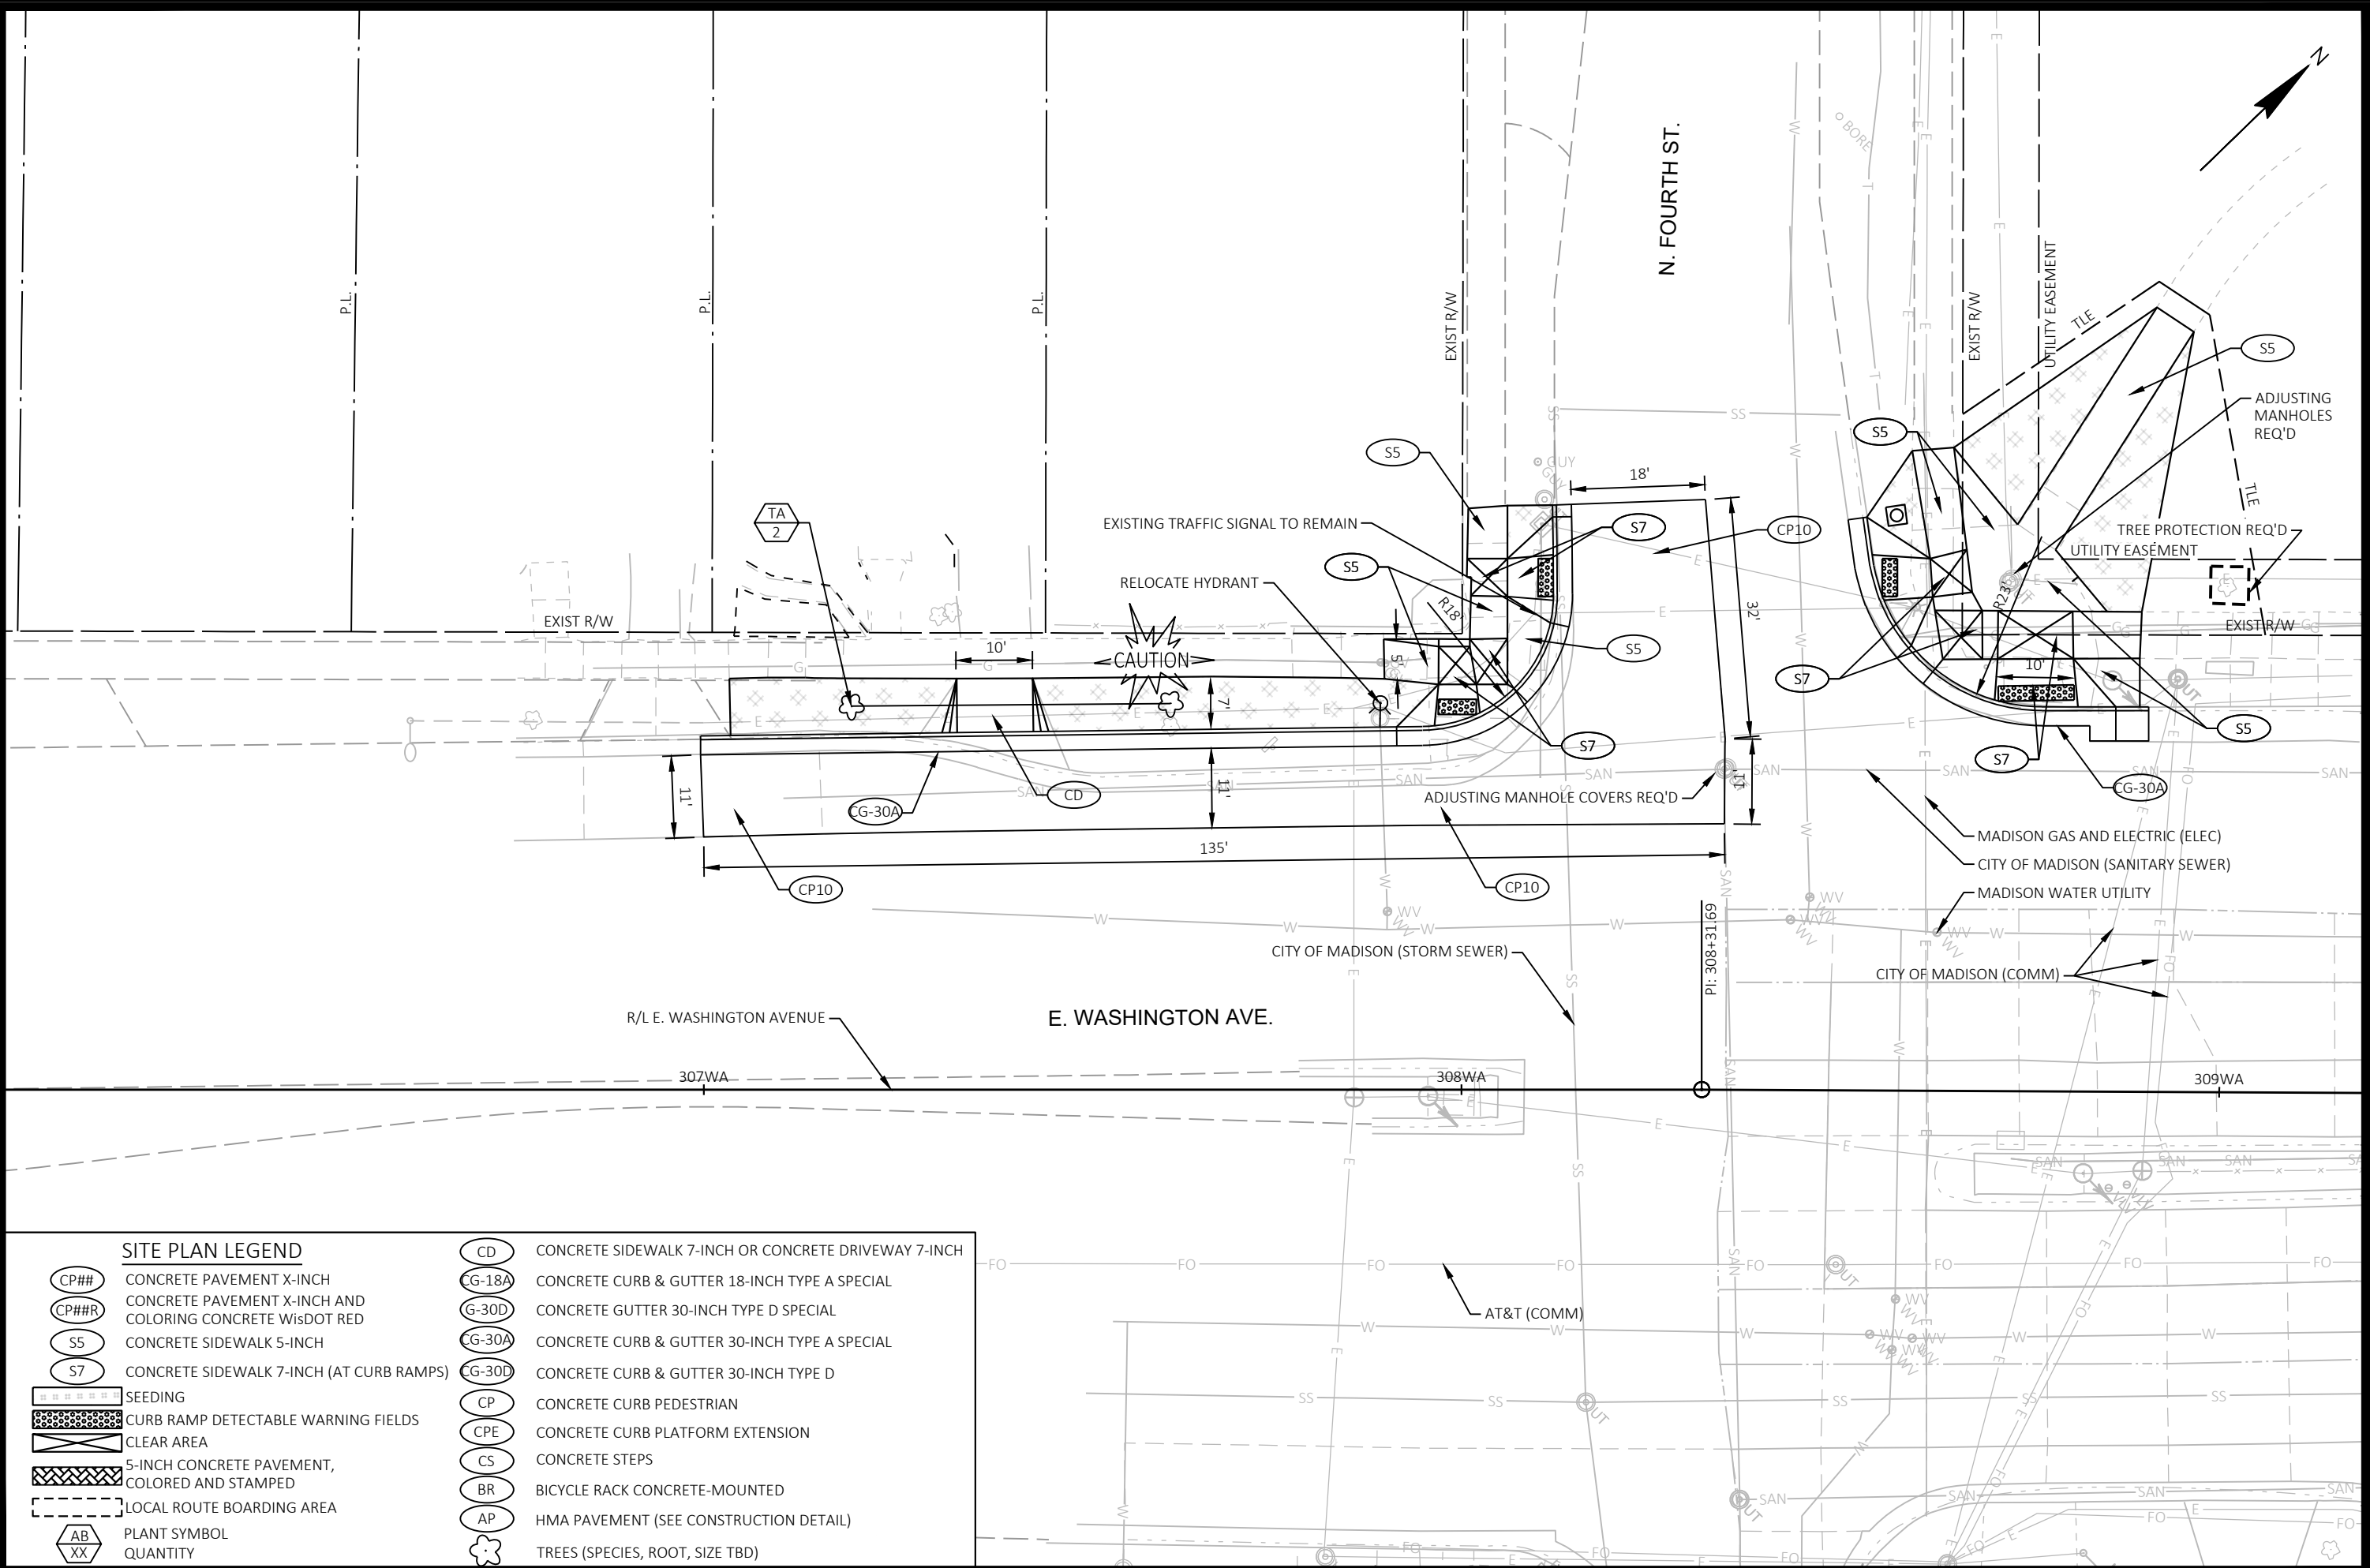 N
N. FOURTH ST.
P.L.
P.L.
P.L.
EXIST R/W
EXIST R/W
UTILITY EASEMENT
BORE
TLE
S5
ADJUSTING
MANHOLES
REQ'D
TLE
TREE PROTECTION REQ'D
UTILITY EASEMENT
EXIST R/W
S5
S5
GUY
GUY
18'
S7
CP10
EXISTING TRAFFIC SIGNAL TO REMAIN
S5
TA
2
RELOCATE HYDRANT
EXIST R/W
R18'
32'
R23'
S5
10'
CAUTION
5'
7'
10'
S7
S5
S7
S7
CG-30A
11'
11'
11'
CG-30A
CD
ADJUSTING MANHOLE COVERS REQ'D
135'
CP10
CP10
MADISON GAS AND ELECTRIC (ELEC)
CITY OF MADISON (SANITARY SEWER)
MADISON WATER UTILITY
CITY OF MADISON (STORM SEWER)
PI: 308+31.69
CITY OF MADISON (COMM)
R/L E. WASHINGTON AVENUE
E. WASHINGTON AVE.
307WA
308WA
309WA
AT&T (COMM)
SITE PLAN LEGEND
CP## CONCRETE PAVEMENT X-INCH
CP##R CONCRETE PAVEMENT X-INCH AND
COLORING CONCRETE WisDOT RED
S5 CONCRETE SIDEWALK 5-INCH
S7 CONCRETE SIDEWALK 7-INCH (AT CURB RAMPS)
SEEDING
CURB RAMP DETECTABLE WARNING FIELDS
CLEAR AREA
5-INCH CONCRETE PAVEMENT,
COLORED AND STAMPED
LOCAL ROUTE BOARDING AREA
AB
XX
PLANT SYMBOL
QUANTITY
CD CONCRETE SIDEWALK 7-INCH OR CONCRETE DRIVEWAY 7-INCH
CG-18A CONCRETE CURB & GUTTER 18-INCH TYPE A SPECIAL
G-30D CONCRETE GUTTER 30-INCH TYPE D SPECIAL
CG-30A CONCRETE CURB & GUTTER 30-INCH TYPE A SPECIAL
CG-30D CONCRETE CURB & GUTTER 30-INCH TYPE D
CP CONCRETE CURB PEDESTRIAN
CPE CONCRETE CURB PLATFORM EXTENSION
CS CONCRETE STEPS
BR BICYCLE RACK CONCRETE-MOUNTED
AP HMA PAVEMENT (SEE CONSTRUCTION DETAIL)
TREES (SPECIES, ROOT, SIZE TBD)